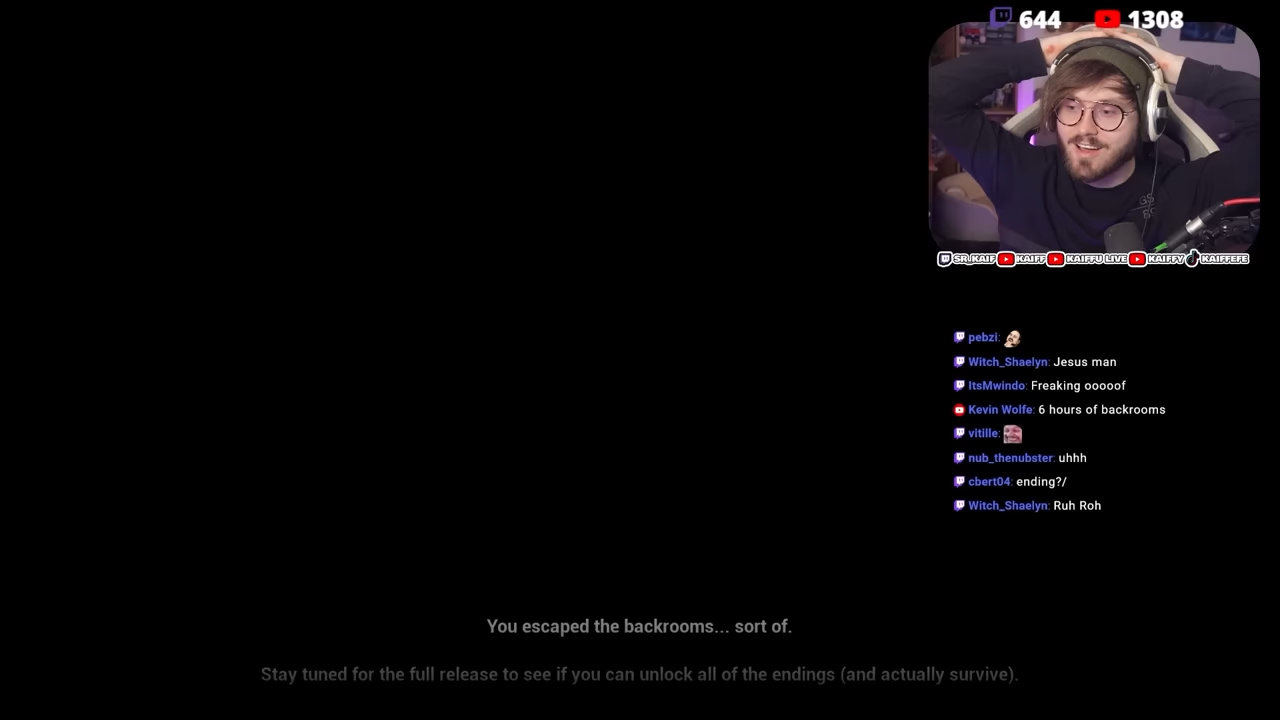 644 1308
SR_KAIF KAIFF KAIFFU LIVE KAIFFY KAIFFEFE
pebzi:
Witch_Shaelyn: Jesus man
ItsMwindo: Freaking ooooof
Kevin Wolfe: 6 hours of backrooms
vitille:
nub_thenubster: uhhh
cbert04: ending?/
Witch_Shaelyn: Ruh Roh
You escaped the backrooms... sort of.
Stay tuned for the full release to see if you can unlock all of the endings (and actually survive).